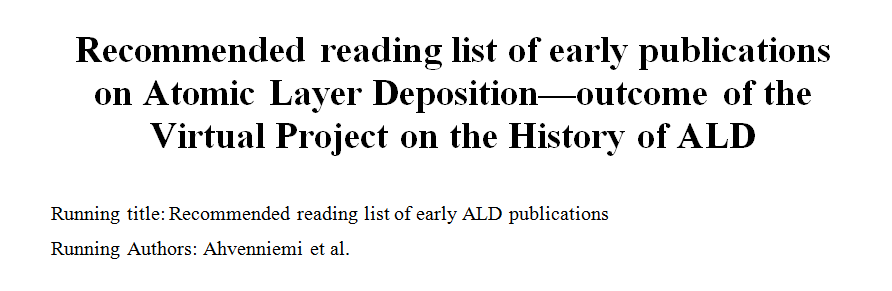 Recommended reading list of early publications
on Atomic Layer Deposition—outcome of the
Virtual Project on the History of ALD
Running title: Recommended reading list of early ALD publications
Running Authors: Ahvenniemi et al.